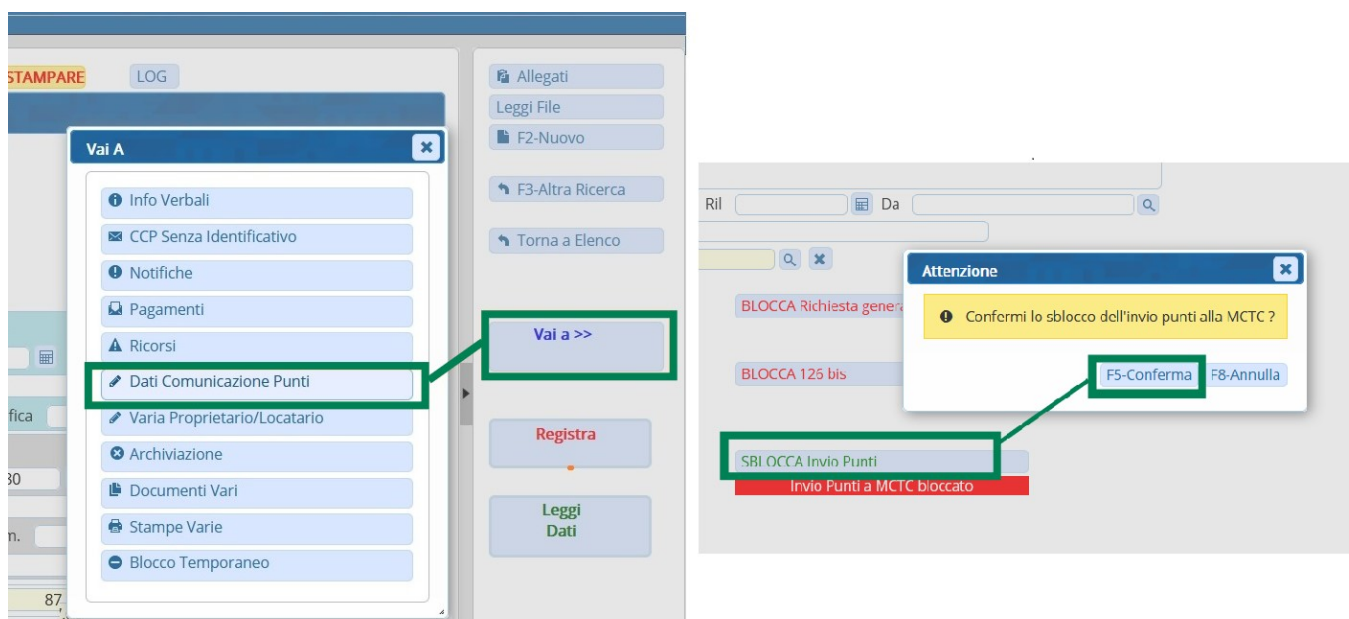 STAMPARE
LOG
Vai A
Info Verbali
CCP Senza Identificativo
Notifiche
Pagamenti
Ricorsi
Dati Comunicazione Punti
Varia Proprietario/Locatario
Archiviazione
Documenti Vari
Stampe Varie
Blocco Temporaneo
fica
30
m.
87,
Allegati
Leggi File
F2-Nuovo
F3-Altra Ricerca
Torna a Elenco
Vai a >>
Registra
Leggi
Dati
Ril
Da
BLOCCA Richiesta genera
BLOCCA 126 bis
SBLOCCA Invio Punti
Invio Punti a MCTC bloccato
Attenzione
Confermi lo sblocco dell'invio punti alla MCTC ?
F5-Conferma F8-Annulla